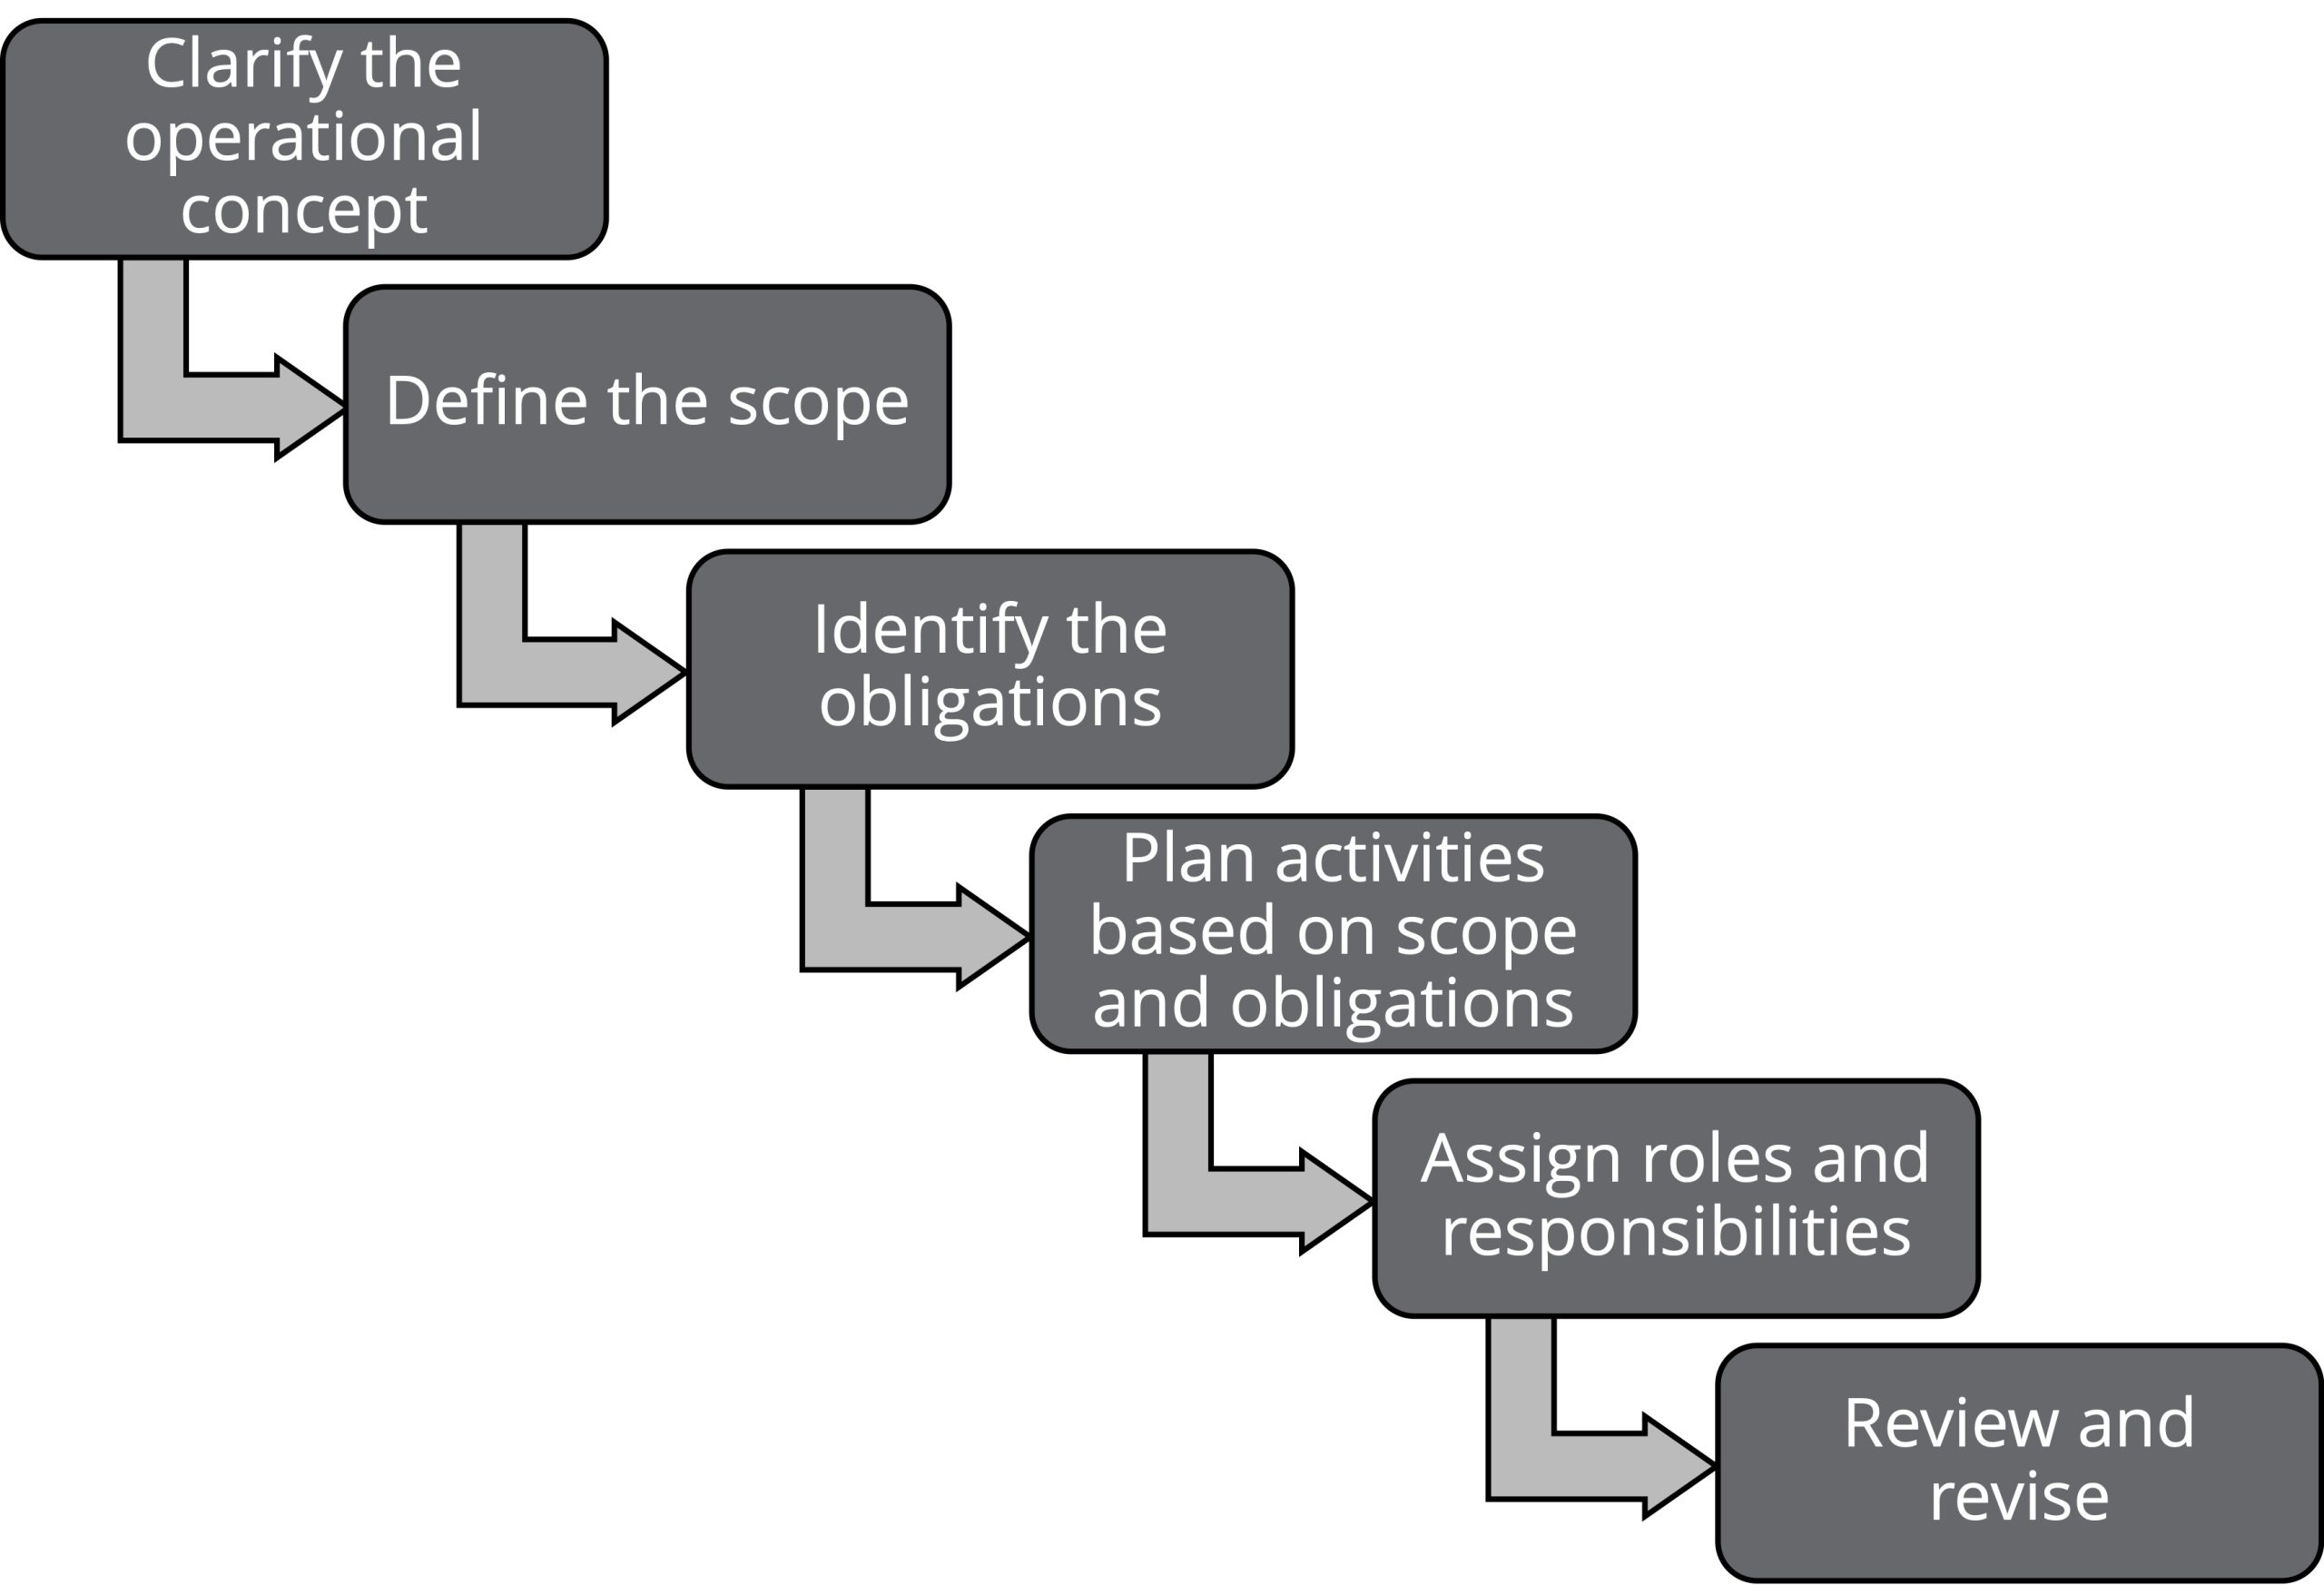 Clarify the
operational
concept
Define the scope
Identify the
obligations
Plan activities
based on scope
and obligations
Assign roles and
responsibilities
Review and
revise